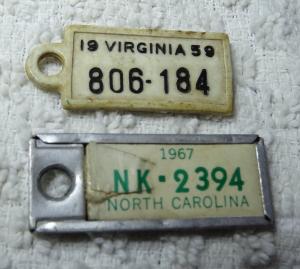 19 VIRGINIA 59
806-184
1967
NK·2394
NORTH CAROLINA